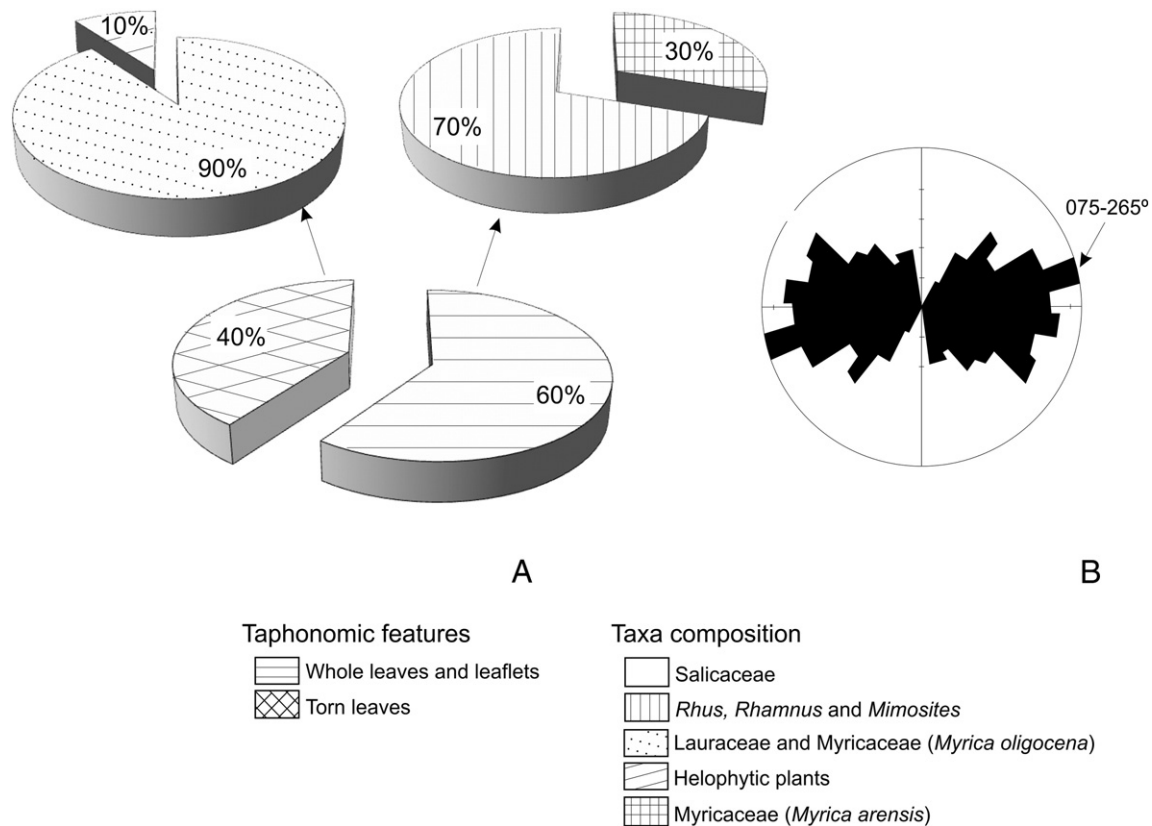 10%
90%
70%
30%
40%
60%
075-265º
A
B
Taphonomic features
Whole leaves and leaflets
Torn leaves
Taxa composition
Salicaceae
Rhus, Rhamnus and Mimosites
Lauraceae and Myricaceae (Myrica oligocena)
Helophytic plants
Myricaceae (Myrica arensis)